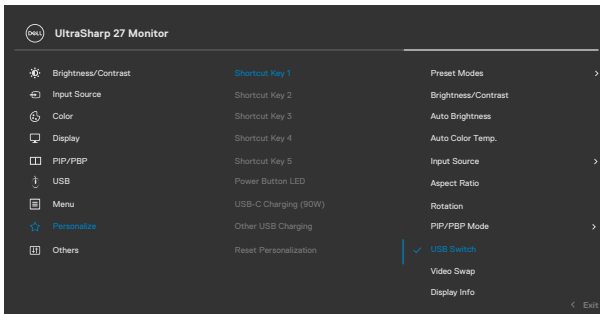 DELL UltraSharp 27 Monitor
Brightness/Contrast Shortcut Key 1 Preset Modes >
Input Source Shortcut Key 2 Brightness/Contrast
Color Shortcut Key 3 Auto Brightness
Display Shortcut Key 4 Auto Color Temp.
PIP/PBP Shortcut Key 5 Input Source >
USB Power Button LED Aspect Ratio
Menu USB-C Charging (90W) Rotation
Personalize Other USB Charging PIP/PBP Mode >
Others Reset Personalization ✓ USB Switch
Video Swap
Display Info
< Exit